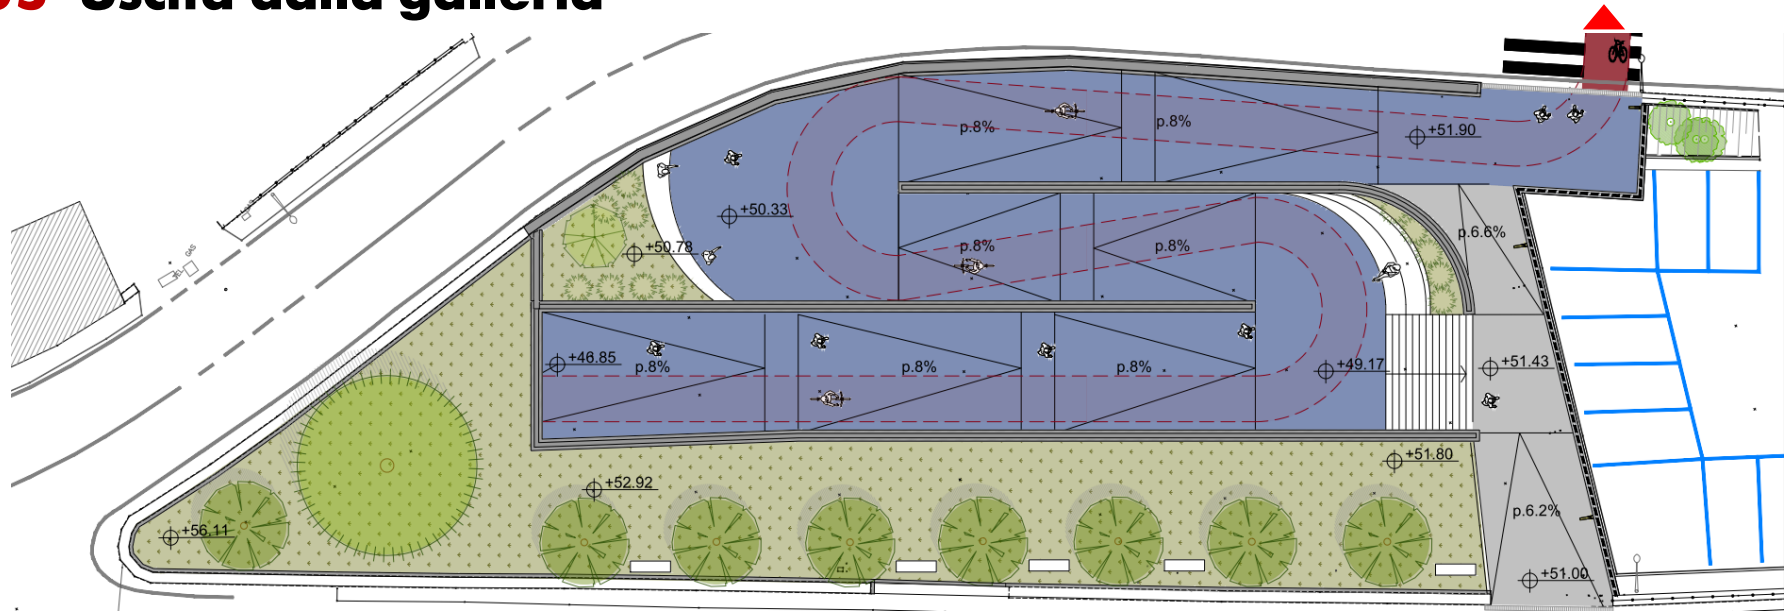 Uscita dalla galleria
p.8%
p.8%
+51.90
+50.33
+50.78
p.8%
p.8%
p.6.6%
+46.85
p.8%
p.8%
p.8%
+49.17
+51.43
+51.80
+52.92
+56.11
p.6.2%
+51.00
GAS